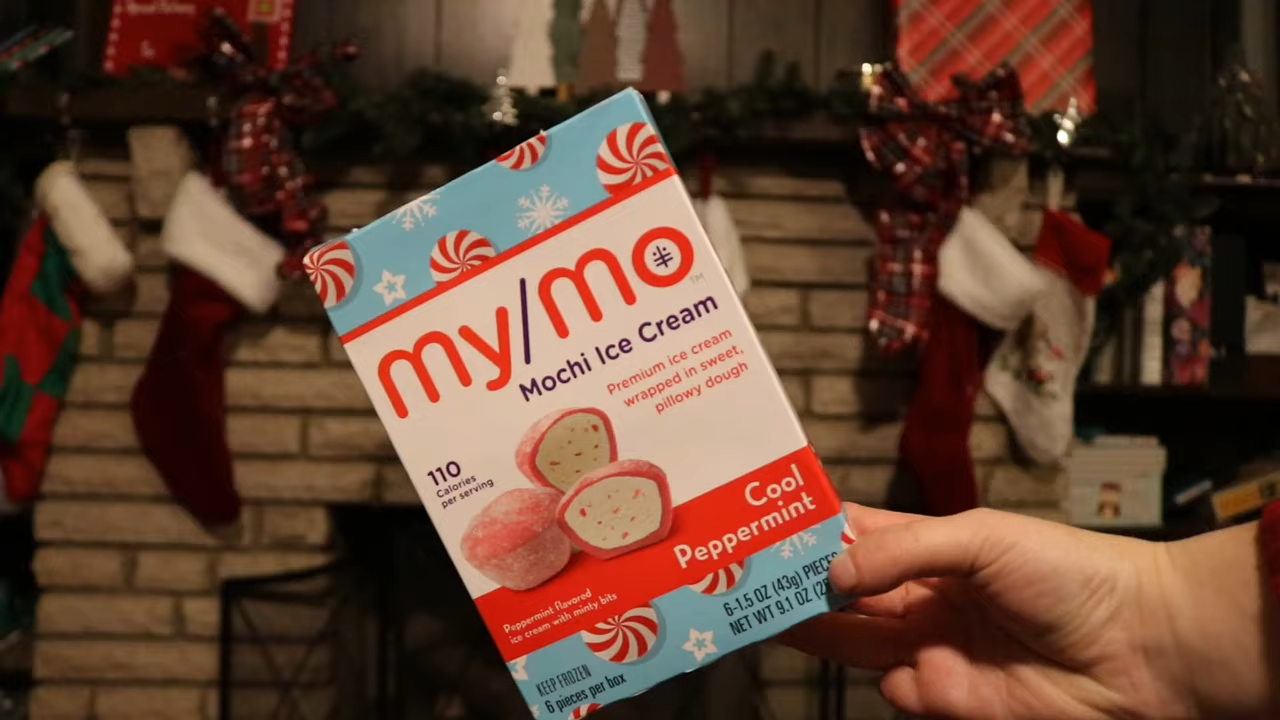 my/mo
TM
Mochi Ice Cream
Premium ice cream
wrapped in sweet,
pillowy dough
110
Calories
per serving
Cool
Peppermint
Peppermint flavored
ice cream with minty bits
6-1.5 OZ (43g) PIECES
NET WT 9.1 OZ
KEEP FROZEN
6 pieces per box